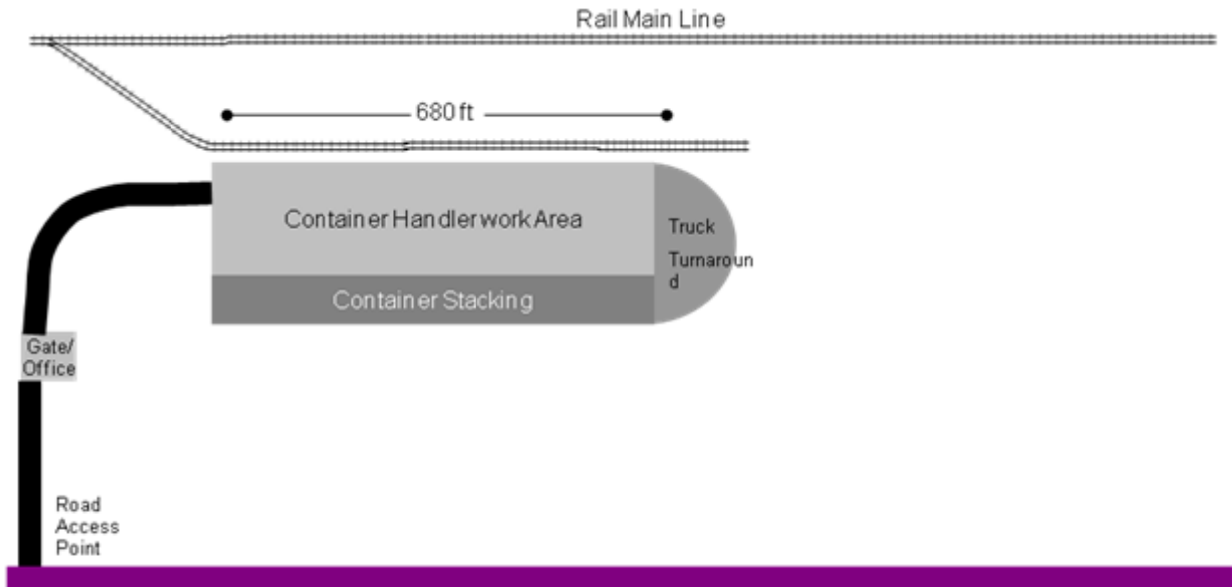 Rail Main Line
680 ft
Container Handler work Area
Truck
Turnaroun
d
Container Stacking
Gate/
Office
Road
Access
Point